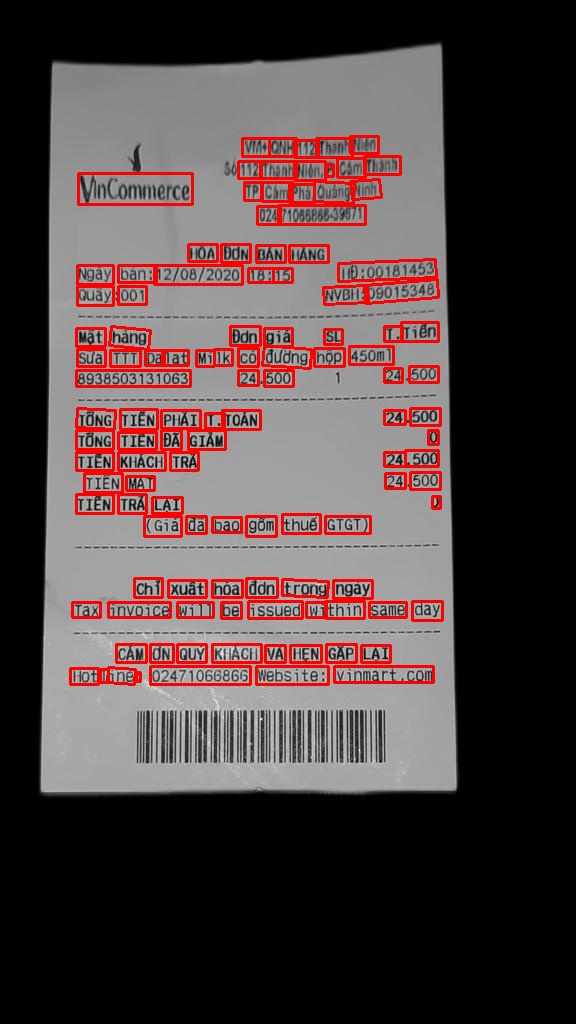 VinCommerce
VM+ QNH 112 Thanh Niên
Số 112 Thanh Niên, P. Cẩm Thành
TP. Cẩm Phả Quảng Ninh
024 71066866-39671
HÓA ĐƠN BÁN HÀNG
Ngày bán: 12/08/2020 18:15 HĐ:00181453
Quầy 001 NVBH:09015348
Mặt hàng Đơn giá SL T.Tiền
Sữa TTT Dalat Milk có đường hộp 450ml
8938503131063 24.500 1 24.500
TỔNG TIỀN PHẢI T.TOÁN 24.500
TỔNG TIỀN ĐÃ GIẢM 0
TIỀN KHÁCH TRẢ 24.500
TIỀN MẶT 24.500
TIỀN TRẢ LẠI 0
(Giá đã bao gồm thuế GTGT)
Chỉ xuất hóa đơn trong ngày
Tax invoice will be issued within same day
CẢM ƠN QUÝ KHÁCH VÀ HẸN GẶP LẠI
Hotline: 02471066866 Website: vinmart.com